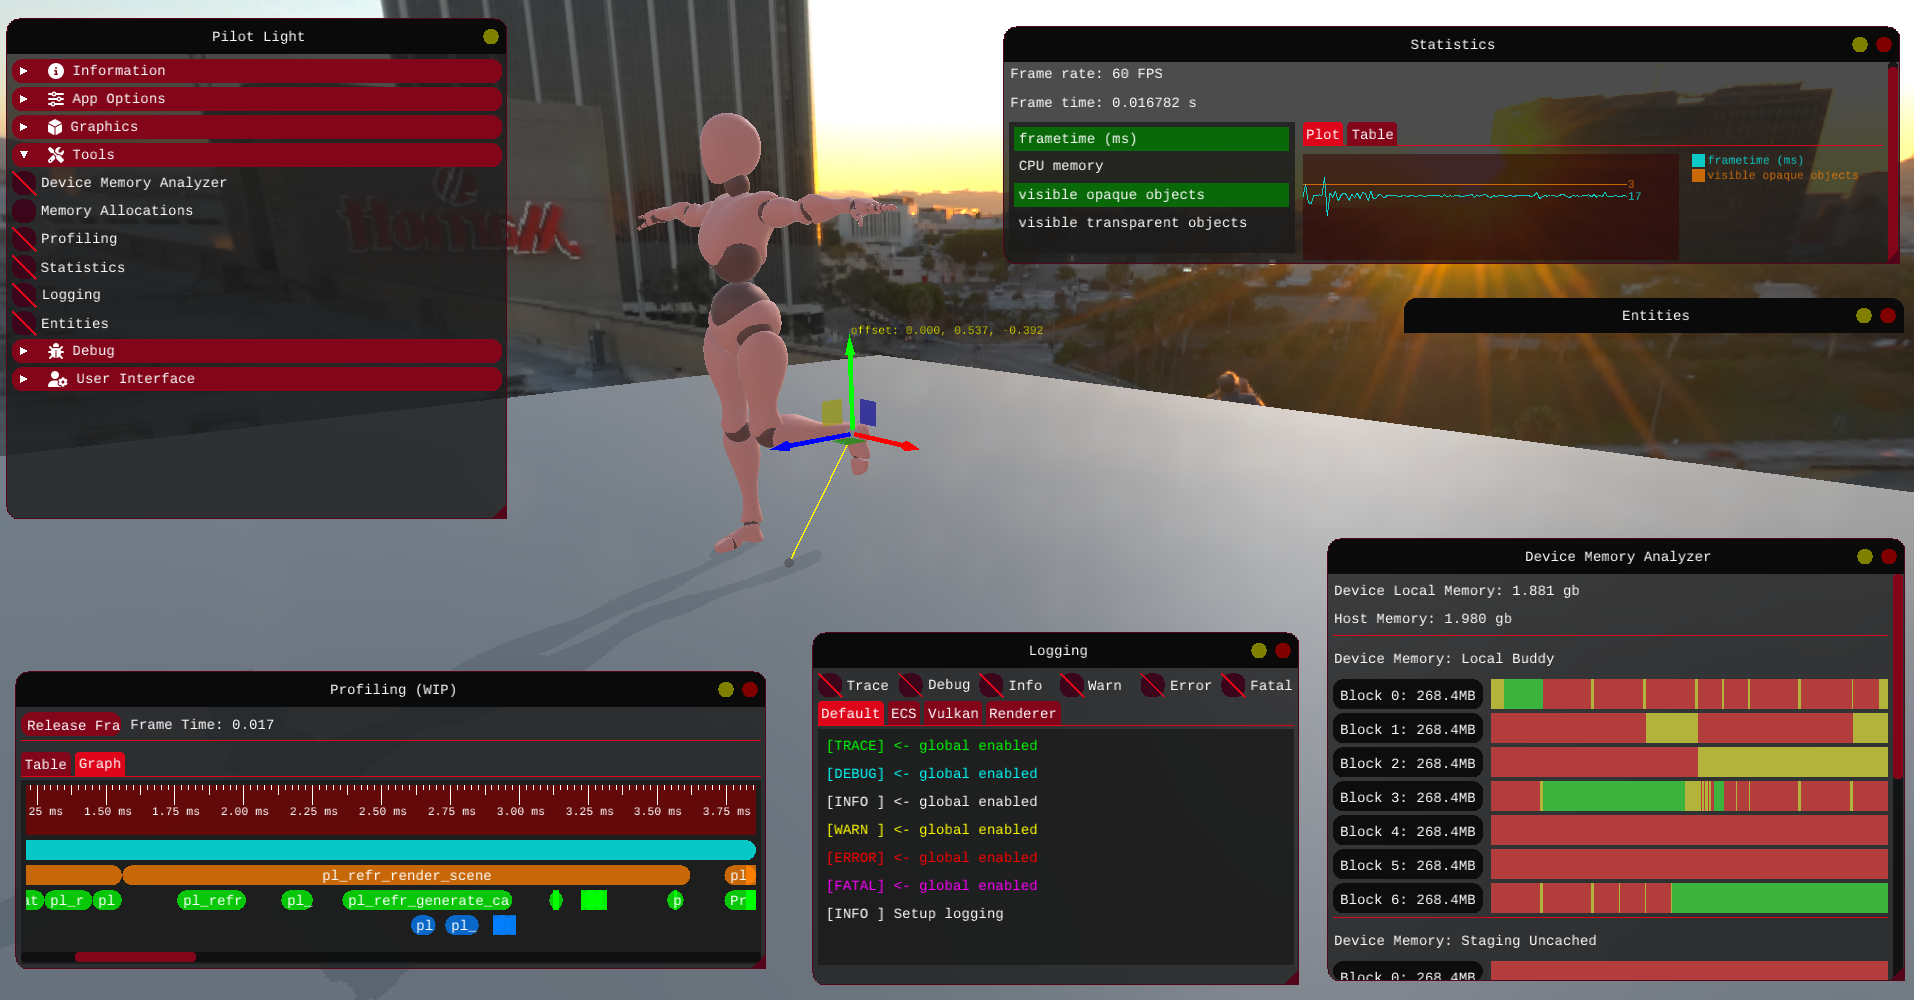 Pilot Light
Information
App Options
Graphics
Tools
Device Memory Analyzer
Memory Allocations
Profiling
Statistics
Logging
Entities
Debug
User Interface
Statistics
Frame rate: 60 FPS
Frame time: 0.016782 s
frametime (ms)
CPU memory
visible opaque objects
visible transparent objects
Plot Table
3
17
frametime (ms)
visible opaque objects
offset: 0.000, 0.537, -0.392
Entities
Profiling (WIP)
Release Fra Frame Time: 0.017
Table Graph
25 ms 1.50 ms 1.75 ms 2.00 ms 2.25 ms 2.50 ms 2.75 ms 3.00 ms 3.25 ms 3.50 ms 3.75 ms
pl_refr_render_scene pl
at pl_r pl pl_refr pl_ pl_refr_generate_ca p Pr
pl pl_
Logging
Trace Debug Info Warn Error Fatal
Default ECS Vulkan Renderer
[TRACE] <- global enabled
[DEBUG] <- global enabled
[INFO ] <- global enabled
[WARN ] <- global enabled
[ERROR] <- global enabled
[FATAL] <- global enabled
[INFO ] Setup logging
Device Memory Analyzer
Device Local Memory: 1.881 gb
Host Memory: 1.980 gb
Device Memory: Local Buddy
Block 0: 268.4MB
Block 1: 268.4MB
Block 2: 268.4MB
Block 3: 268.4MB
Block 4: 268.4MB
Block 5: 268.4MB
Block 6: 268.4MB
Device Memory: Staging Uncached
Block 0: 268.4MB